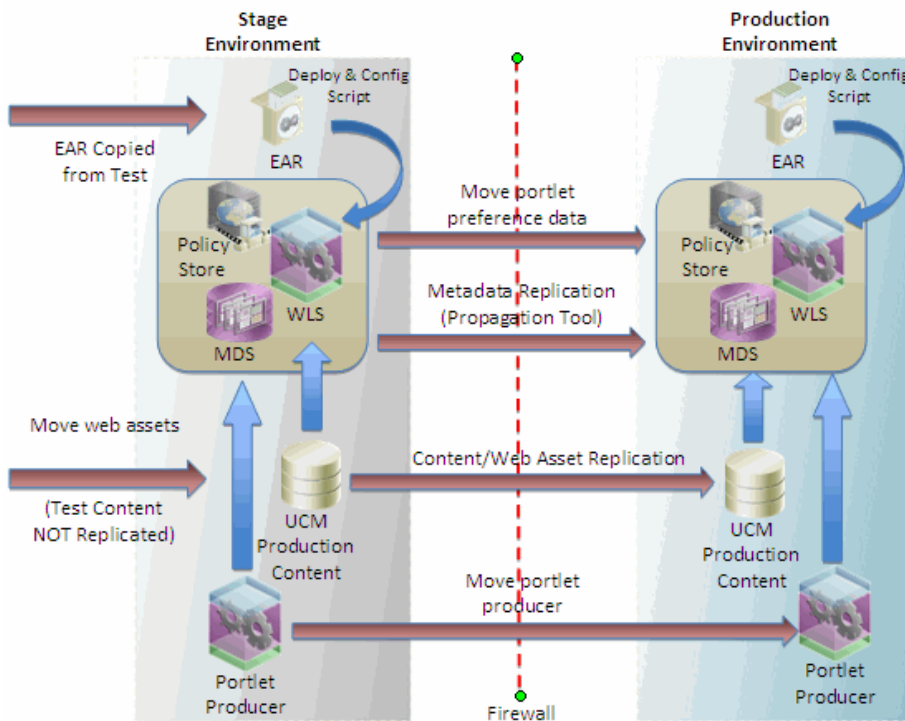 Stage
Environment
Production
Environment
Deploy & Config
Script
Deploy & Config
Script
EAR
EAR
EAR Copied
from Test
Move portlet
preference data
Policy
Store
WLS
MDS
Policy
Store
WLS
MDS
Metadata Replication
(Propagation Tool)
Move web assets
(Test Content
NOT Replicated)
Content/Web Asset Replication
UCM
Production
Content
UCM
Production
Content
Move portlet
producer
Portlet
Producer
Portlet
Producer
Firewall